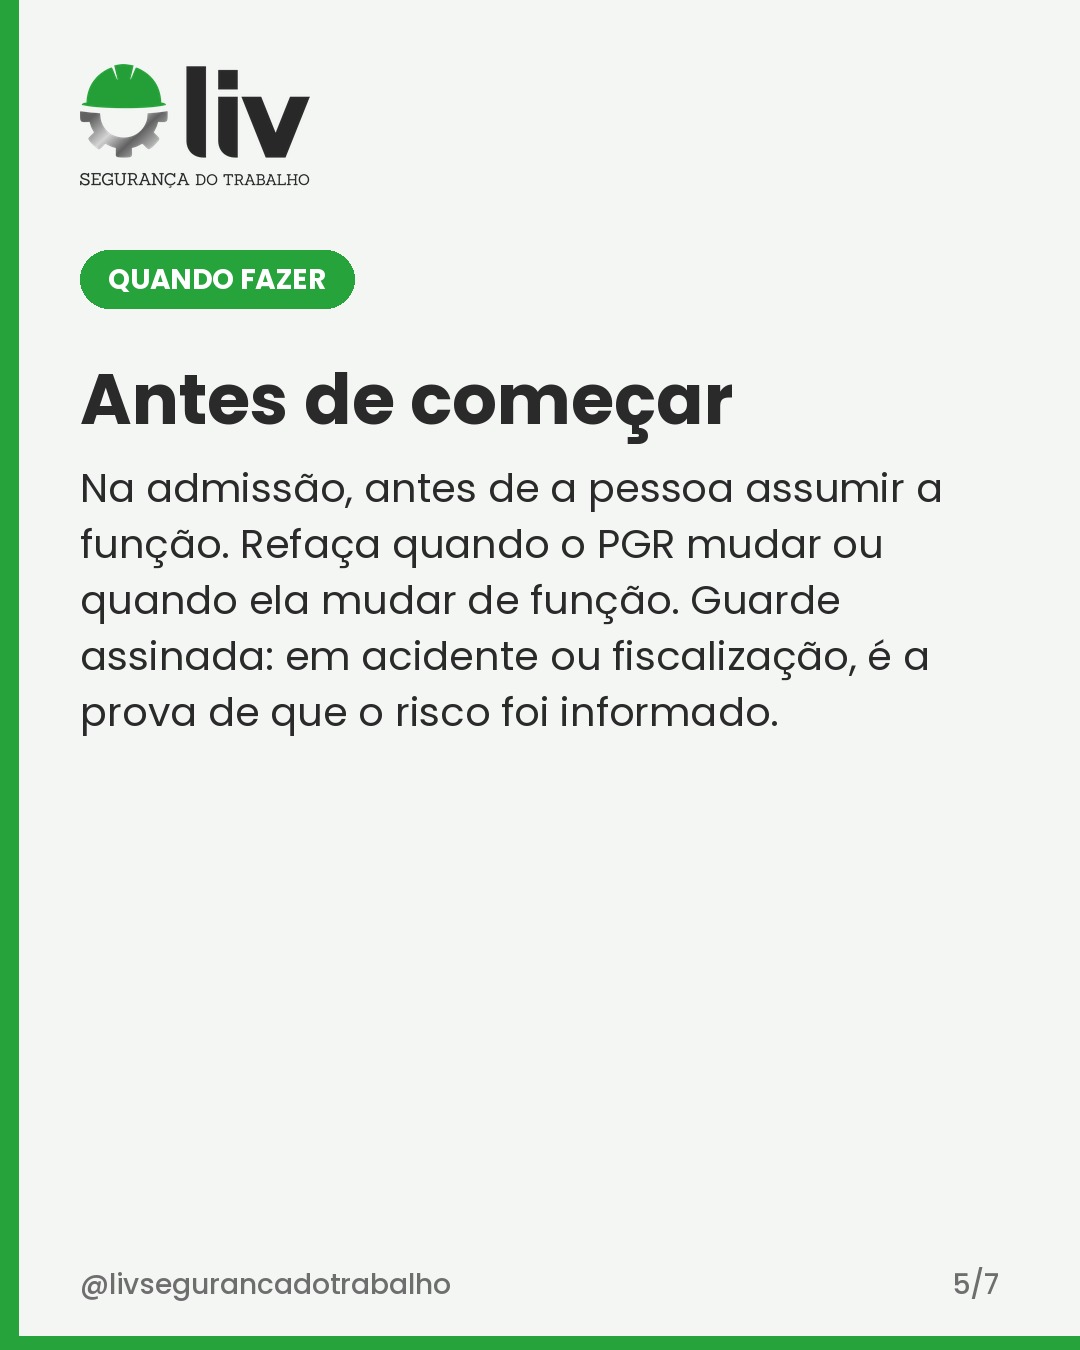 liv
SEGURANÇA DO TRABALHO
QUANDO FAZER
Antes de começar
Na admissão, antes de a pessoa assumir a
função. Refaça quando o PGR mudar ou
quando ela mudar de função. Guarde
assinada: em acidente ou fiscalização, é a
prova de que o risco foi informado.
@livsegurancadotrabalho
5/7